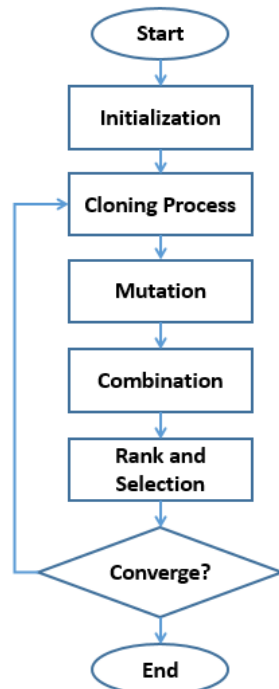 Start
Initialization
Cloning Process
Mutation
Combination
Rank and
Selection
Converge?
End